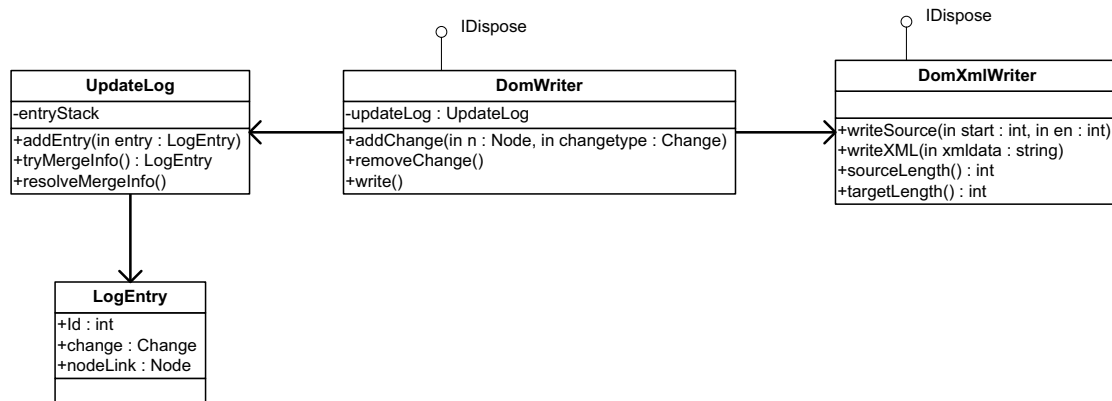 IDispose
IDispose
UpdateLog
-entryStack
+addEntry(in entry : LogEntry)
+tryMergeInfo() : LogEntry
+resolveMergeInfo()
DomWriter
-updateLog : UpdateLog
+addChange(in n : Node, in changetype : Change)
+removeChange()
+write()
DomXmlWriter
+writeSource(in start : int, in en : int)
+writeXML(in xmldata : string)
+sourceLength() : int
+targetLength() : int
LogEntry
+Id : int
+change : Change
+nodeLink : Node